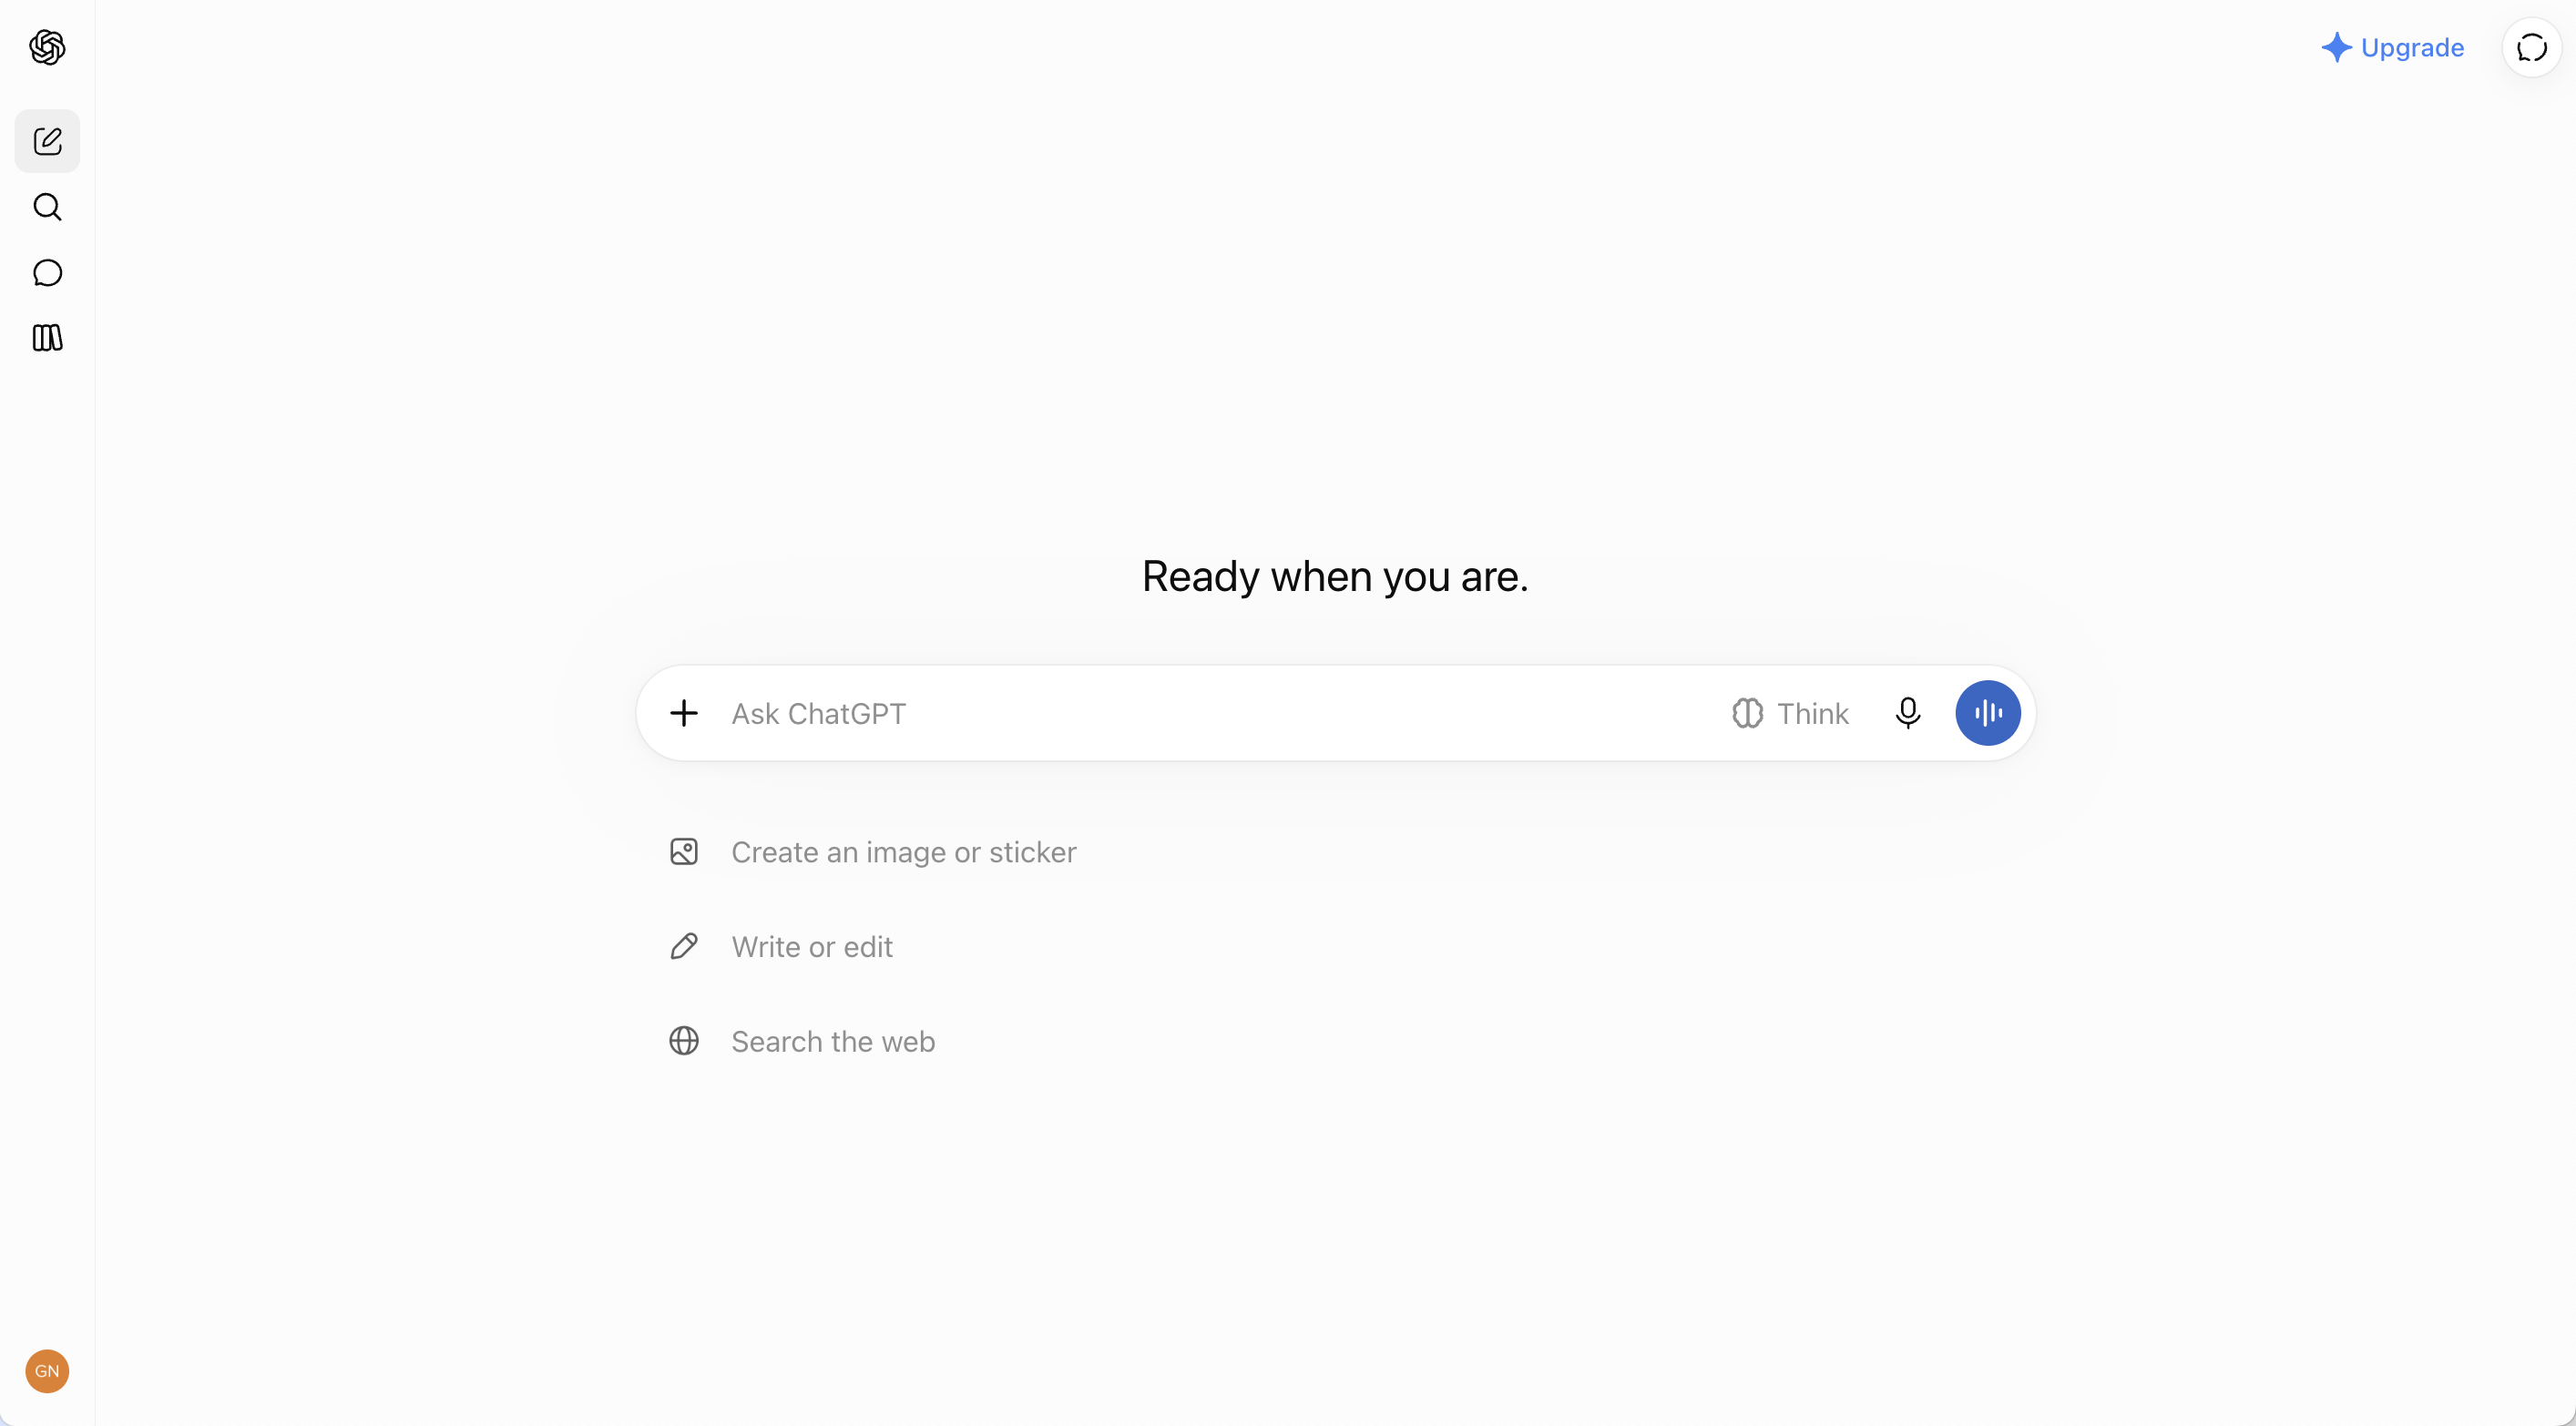 Upgrade
Ready when you are.
Ask ChatGPT
Think
Create an image or sticker
Write or edit
Search the web
GN